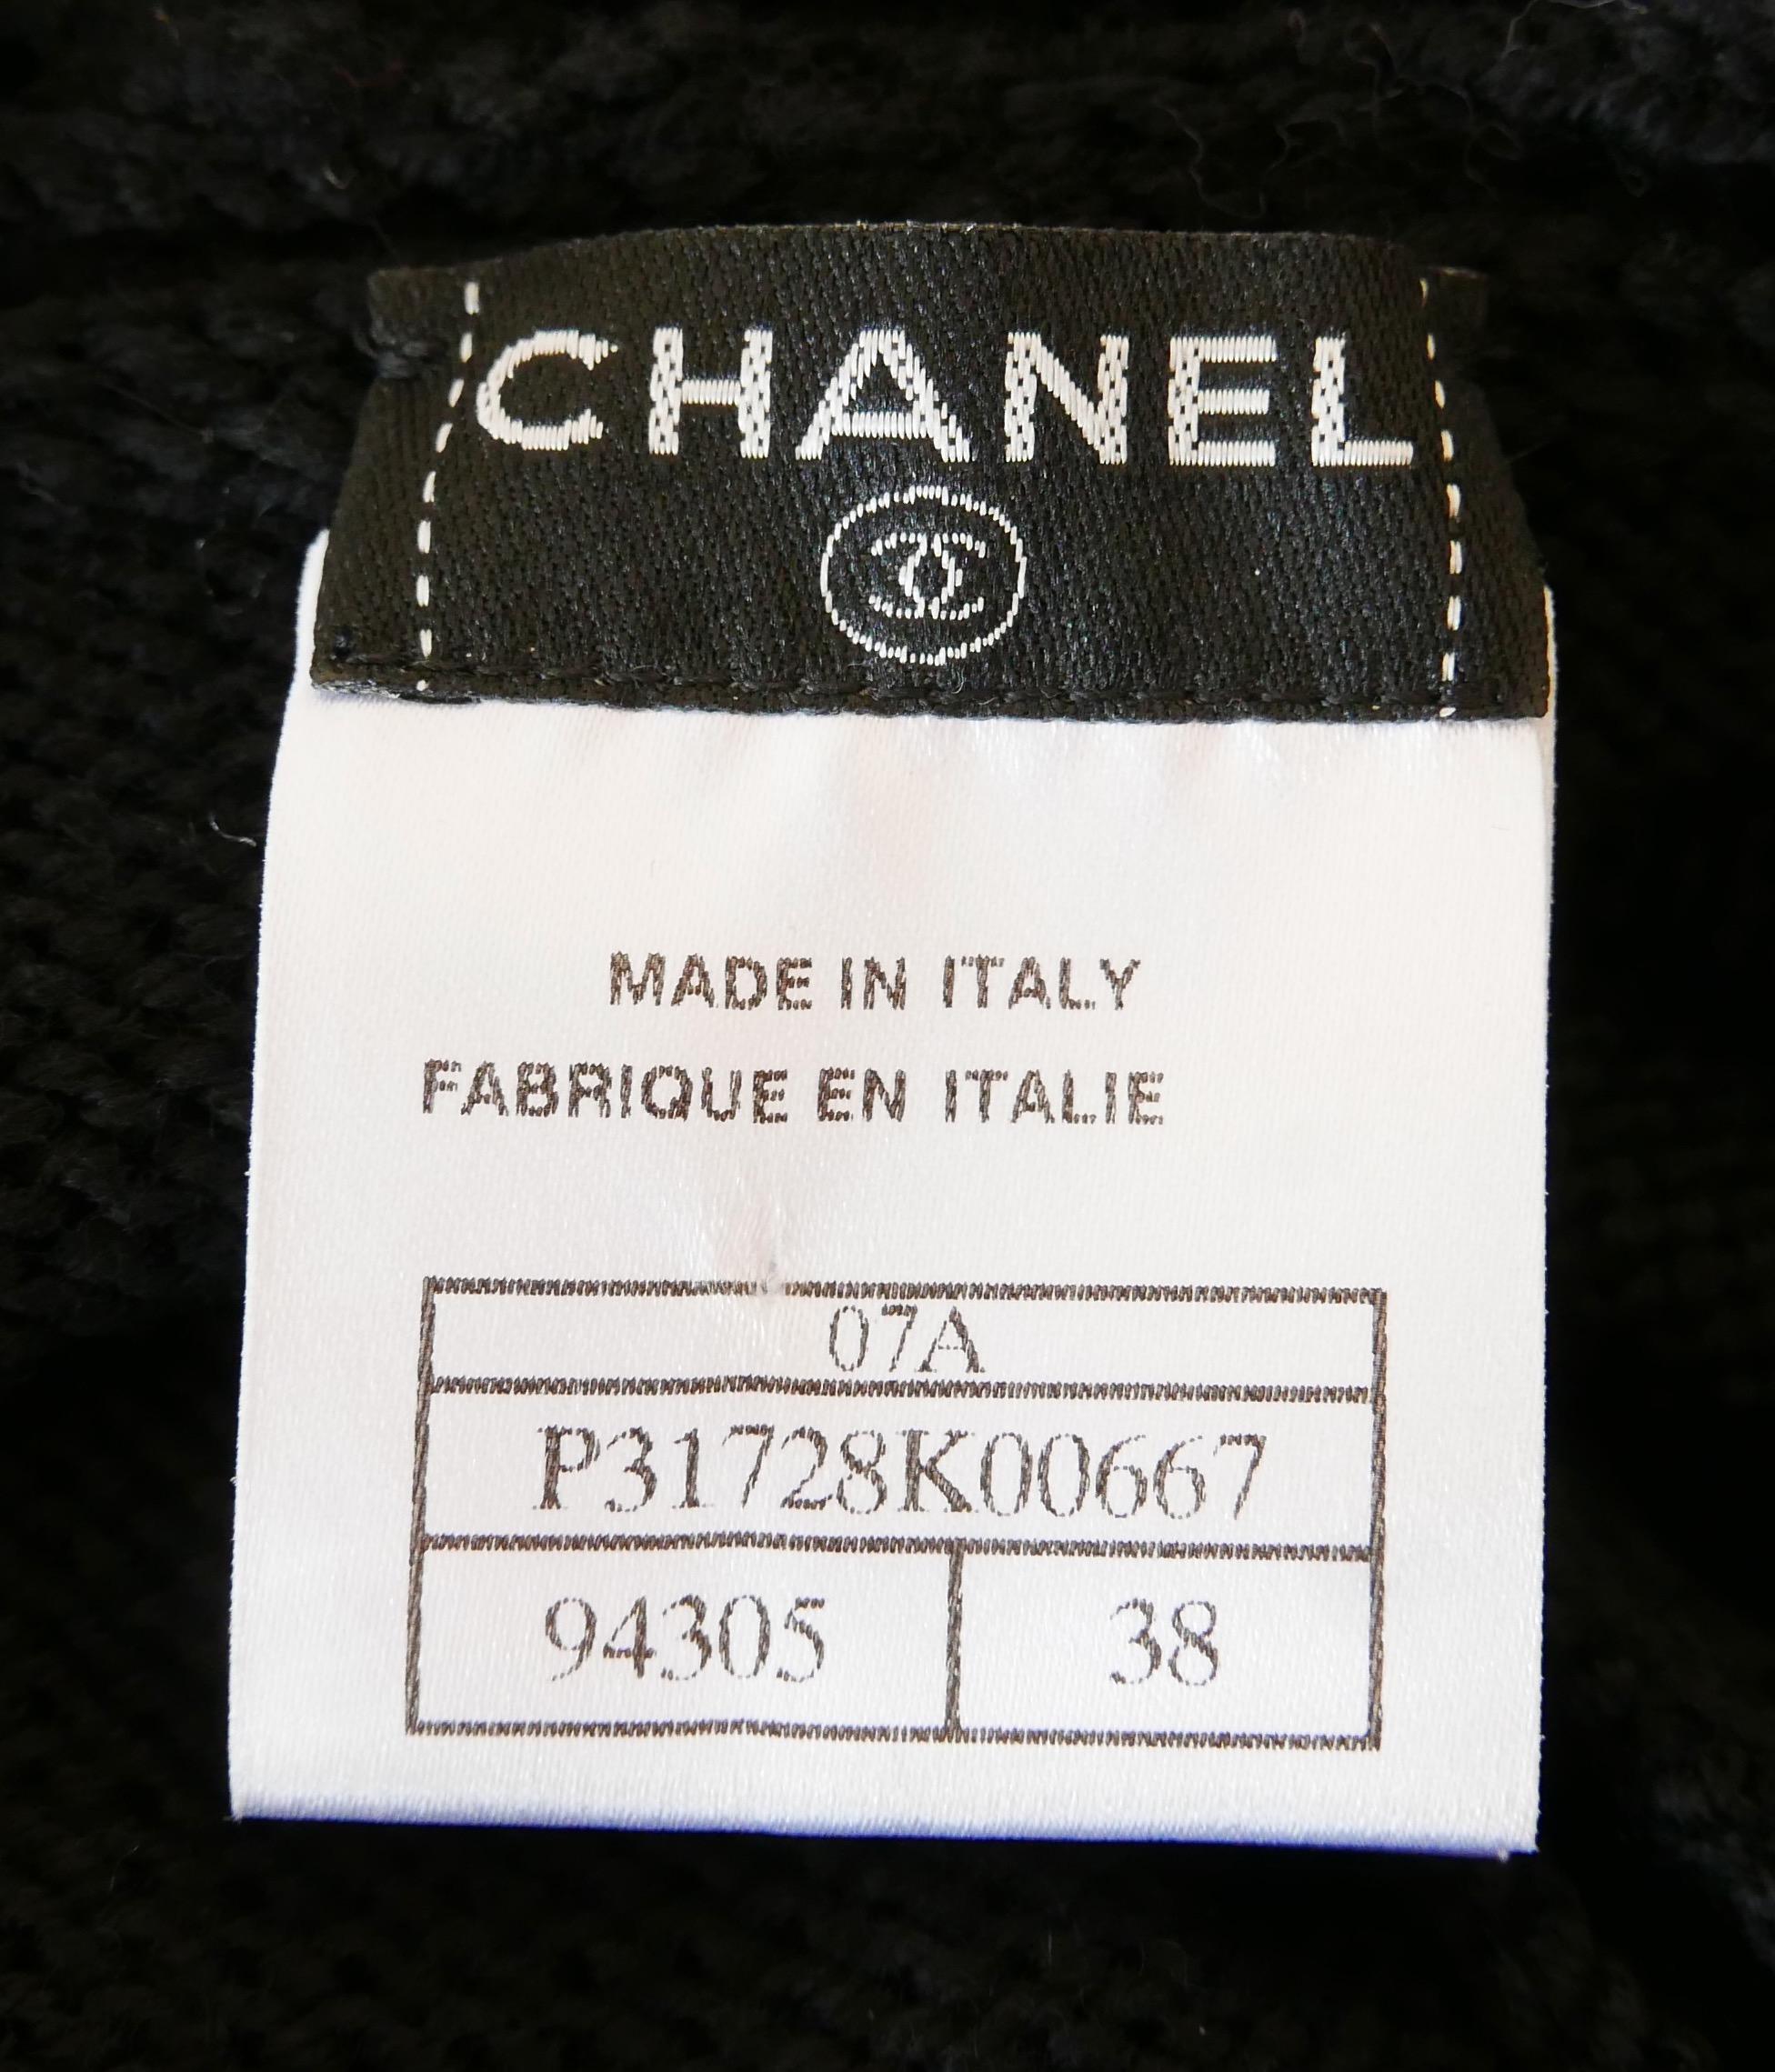 CHANEL
MADE IN ITALY
FABRIQUE EN ITALIE
07A
P31728K00667
94305 38